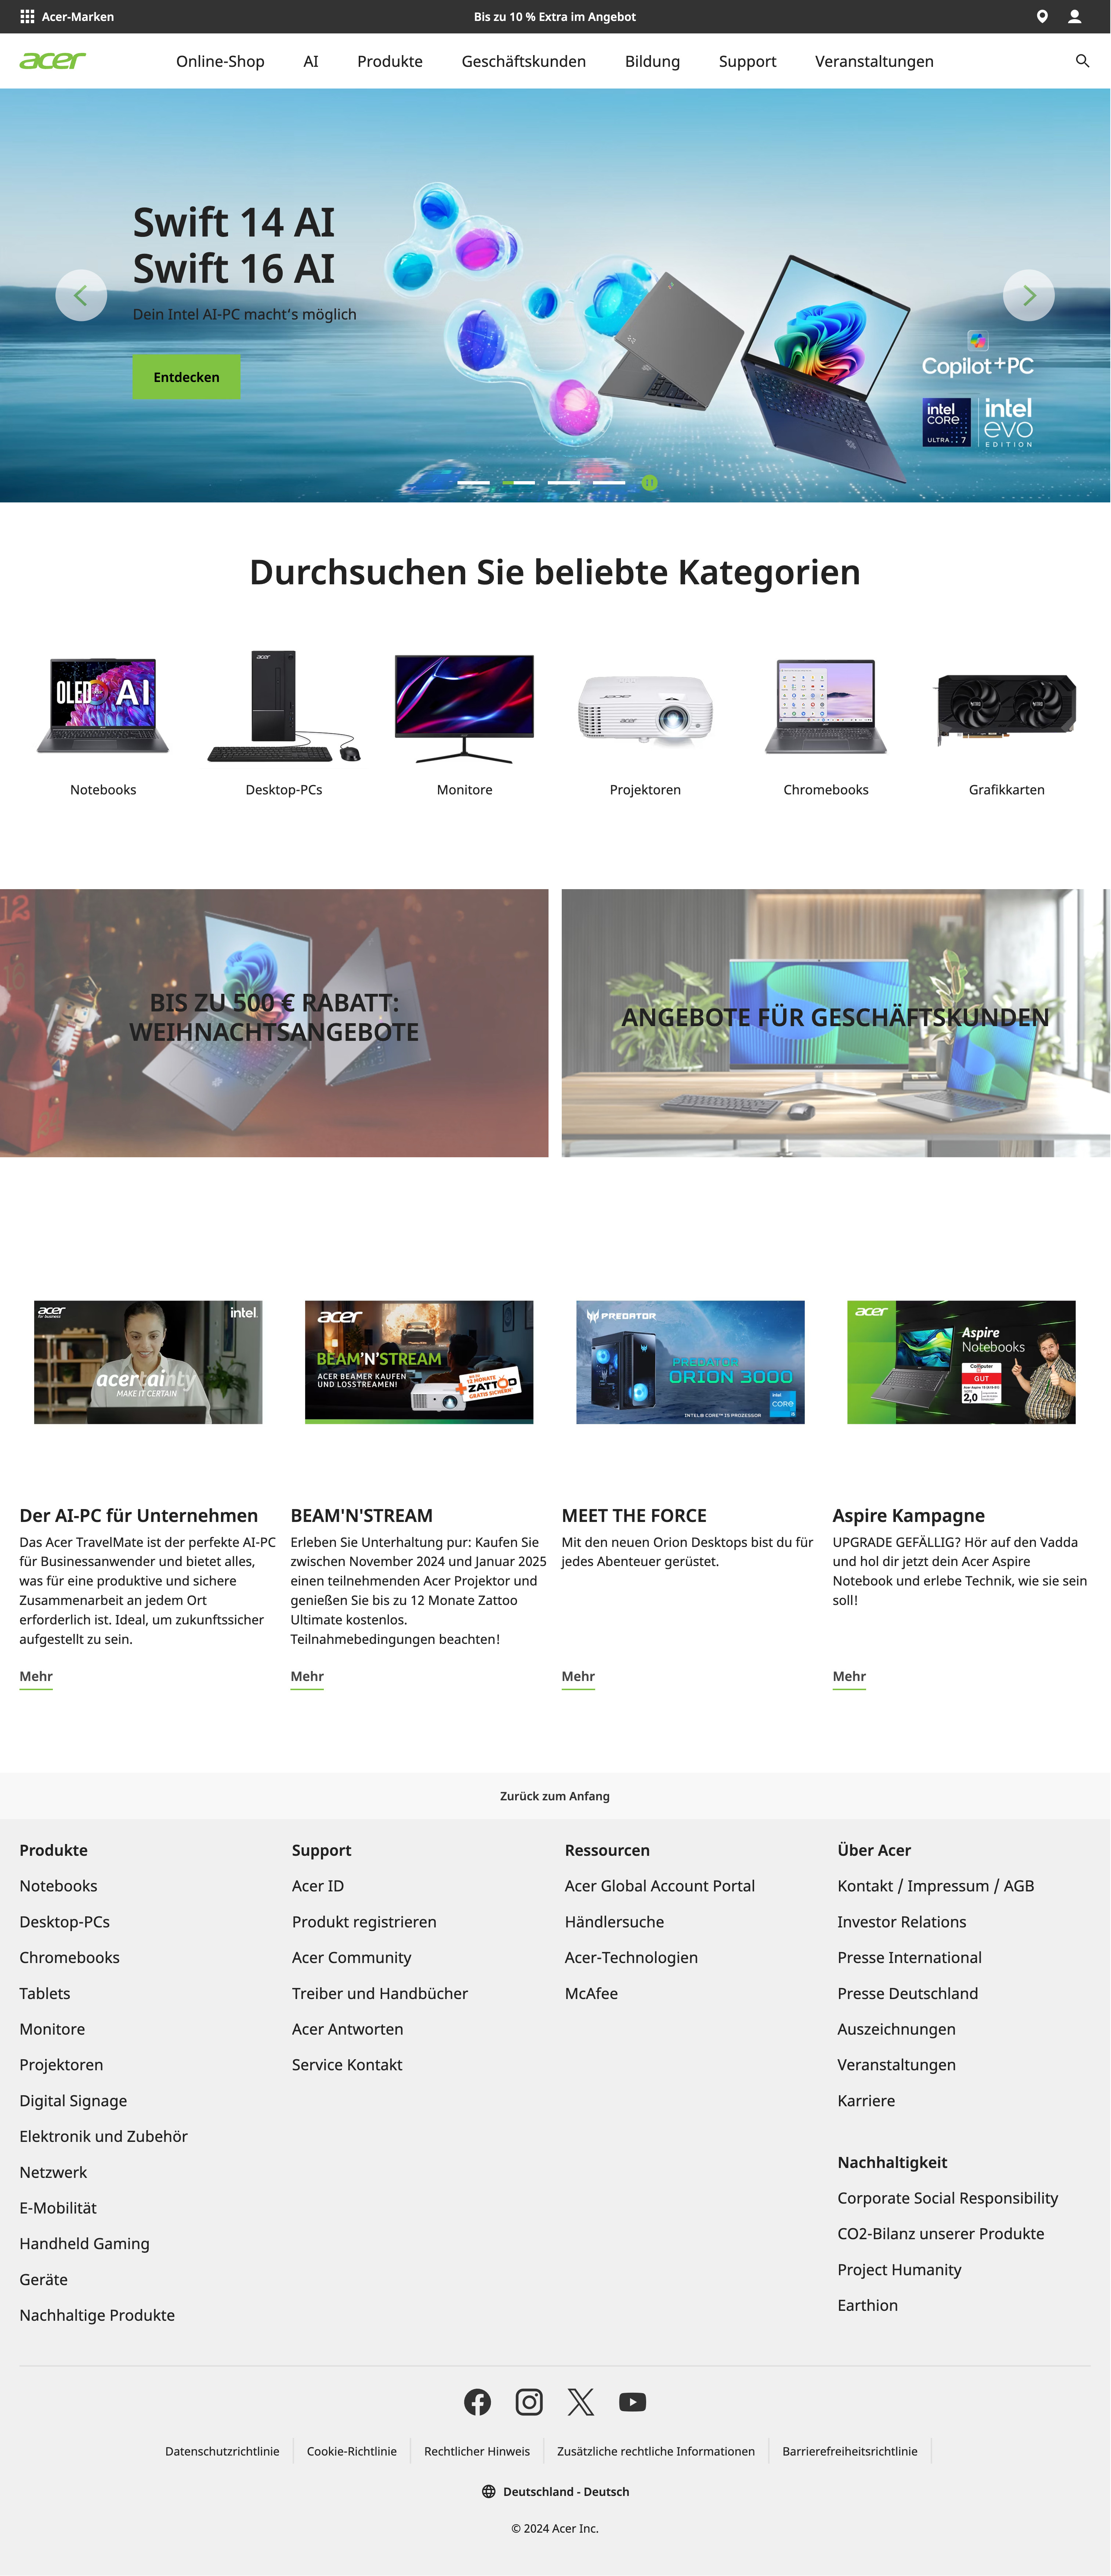 Acer-Marken
Bis zu 10 % Extra im Angebot
acer
Online-Shop
AI
Produkte
Geschäftskunden
Bildung
Support
Veranstaltungen
Swift 14 AI
Swift 16 AI
Dein Intel AI-PC macht’s möglich
Entdecken
Copilot+PC
intel
CORE
ULTRA 7
intel
evo
EDITION
Durchsuchen Sie beliebte Kategorien
OLED AI
acer
acer
Notebooks
Desktop-PCs
Monitore
Projektoren
Chromebooks
Grafikkarten
12
BIS ZU 500 € RABATT:
WEIHNACHTSANGEBOTE
ANGEBOTE FÜR GESCHÄFTSKUNDEN
acer
for business
intel
acertainty
MAKE IT CERTAIN
acer
BEAM'N'STREAM
ACER BEAMER KAUFEN
UND LOSSTREAMEN!
12 MONATE
ZATTOO
GRATIS SICHERN
PREDATOR
PREDATOR
ORION 3000
INTEL® CORE™ I5 PROZESSOR
intel
CORE
i5
acer
Aspire
Notebooks
Computer
GUT
2,0
Der AI-PC für Unternehmen
Das Acer TravelMate ist der perfekte AI-PC
für Businessanwender und bietet alles,
was für eine produktive und sichere
Zusammenarbeit an jedem Ort
erforderlich ist. Ideal, um zukunftssicher
aufgestellt zu sein.
Mehr
BEAM'N'STREAM
Erleben Sie Unterhaltung pur: Kaufen Sie
zwischen November 2024 und Januar 2025
einen teilnehmenden Acer Projektor und
genießen Sie bis zu 12 Monate Zattoo
Ultimate kostenlos.
Teilnahmebedingungen beachten!
Mehr
MEET THE FORCE
Mit den neuen Orion Desktops bist du für
jedes Abenteuer gerüstet.
Mehr
Aspire Kampagne
UPGRADE GEFÄLLIG? Hör auf den Vadda
und hol dir jetzt dein Acer Aspire
Notebook und erlebe Technik, wie sie sein
soll!
Mehr
Zurück zum Anfang
Produkte
Notebooks
Desktop-PCs
Chromebooks
Tablets
Monitore
Projektoren
Digital Signage
Elektronik und Zubehör
Netzwerk
E-Mobilität
Handheld Gaming
Geräte
Nachhaltige Produkte
Support
Acer ID
Produkt registrieren
Acer Community
Treiber und Handbücher
Acer Antworten
Service Kontakt
Ressourcen
Acer Global Account Portal
Händlersuche
Acer-Technologien
McAfee
Über Acer
Kontakt / Impressum / AGB
Investor Relations
Presse International
Presse Deutschland
Auszeichnungen
Veranstaltungen
Karriere
Nachhaltigkeit
Corporate Social Responsibility
CO2-Bilanz unserer Produkte
Project Humanity
Earthion
Datenschutzrichtlinie
Cookie-Richtlinie
Rechtlicher Hinweis
Zusätzliche rechtliche Informationen
Barrierefreiheitsrichtlinie
Deutschland - Deutsch
© 2024 Acer Inc.